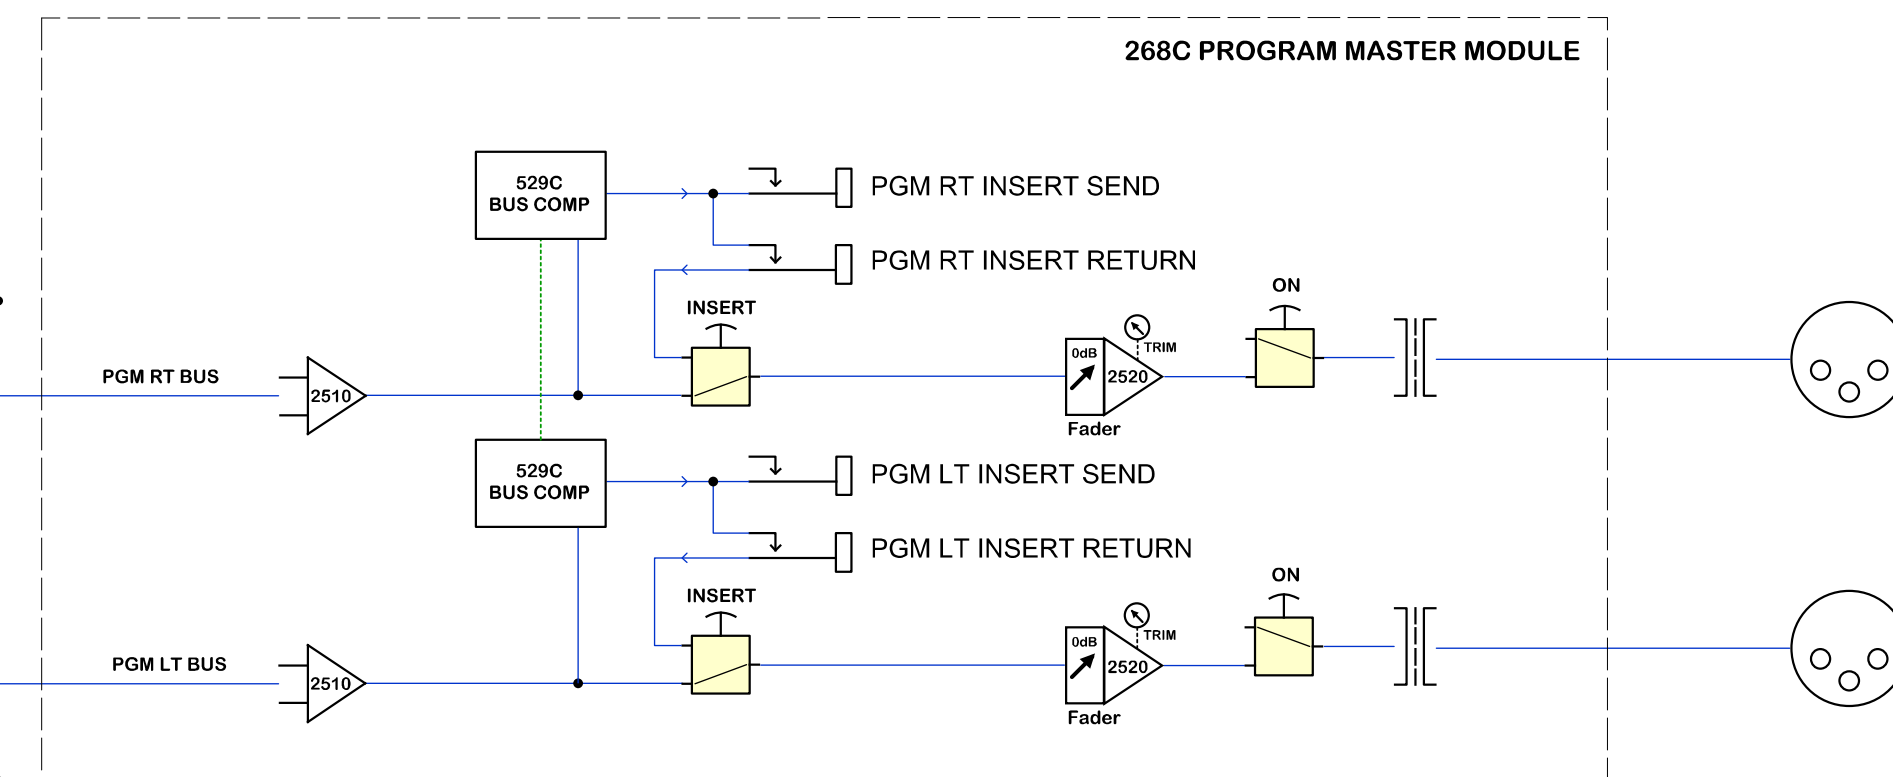 268C PROGRAM MASTER MODULE
529C
BUS COMP
PGM RT INSERT SEND
PGM RT INSERT RETURN
INSERT
ON
TRIM
0dB
2520
Fader
PGM RT BUS
2510
529C
BUS COMP
PGM LT INSERT SEND
PGM LT INSERT RETURN
INSERT
ON
TRIM
0dB
2520
Fader
PGM LT BUS
2510